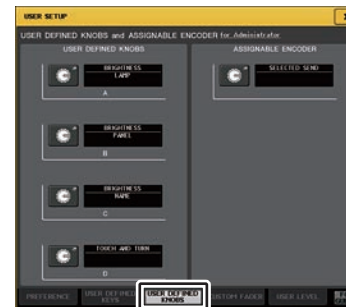 USER SETUP
USER DEFINED KNOBS and ASSIGNABLE ENCODER for Administrator
USER DEFINED KNOBS
ASSIGNABLE ENCODER
BRIGHTNESS
LAMP
A
SELECTED SEND
BRIGHTNESS
PANEL
B
BRIGHTNESS
NAME
C
TOUCH AND TURN
D
PREFERENCE
USER DEFINED
KEYS
USER DEFINED
KNOBS
CUSTOM FADER
USER LEVEL